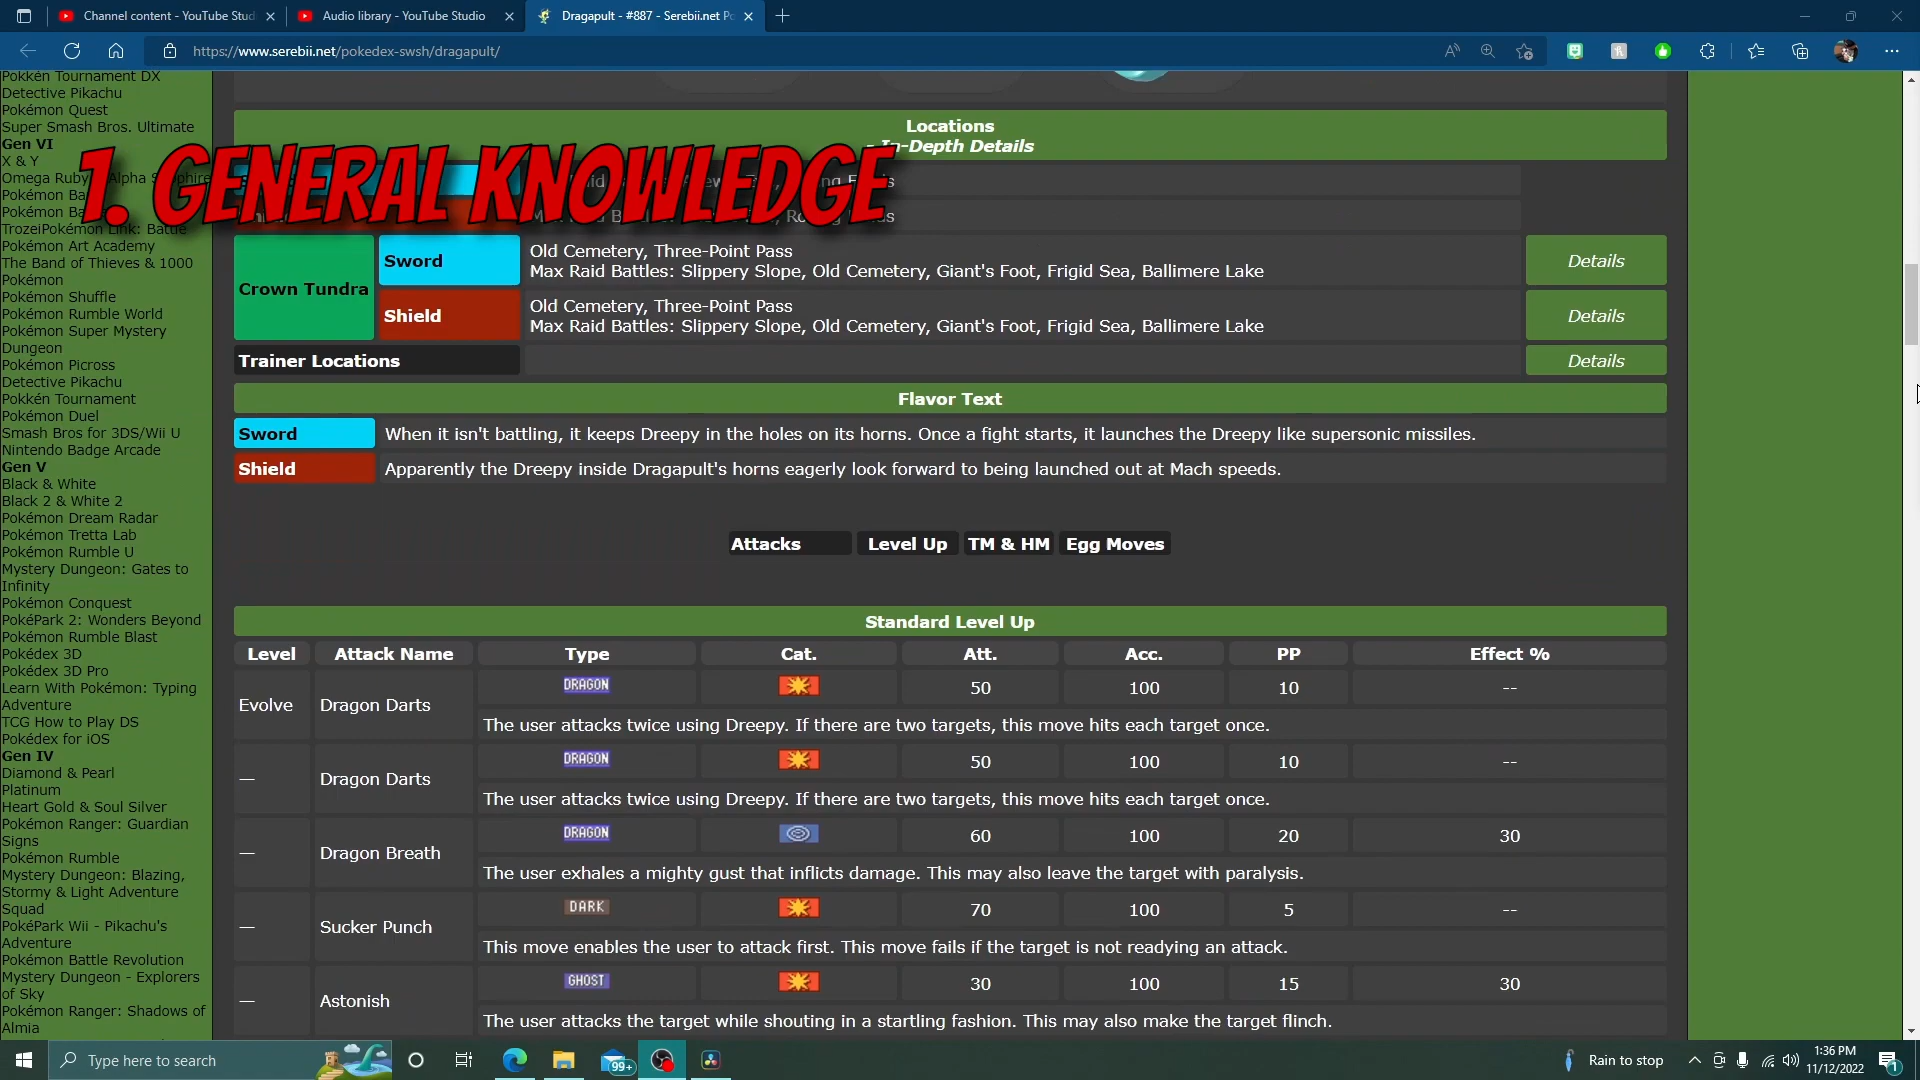 Channel content - YouTube Stud
Audio library - YouTube Studio
Dragapult - #887 - Serebii.net Po
https://www.serebii.net/pokedex-swsh/dragapult/
Pokkén Tournament DX
Detective Pikachu
Pokémon Quest
Super Smash Bros. Ultimate
Gen VI
X & Y
Omega Ruby & Alpha Sapphire
Pokémon Ba
Pokémon Ba
TrozeiPokémon Link: Battle
Pokémon Art Academy
The Band of Thieves & 1000
Pokémon
Pokémon Shuffle
Pokémon Rumble World
Pokémon Super Mystery
Dungeon
Pokémon Picross
Detective Pikachu
Pokkén Tournament
Pokémon Duel
Smash Bros for 3DS/Wii U
Nintendo Badge Arcade
Gen V
Black & White
Black 2 & White 2
Pokémon Dream Radar
Pokémon Tretta Lab
Pokémon Rumble U
Mystery Dungeon: Gates to
Infinity
Pokémon Conquest
PokéPark 2: Wonders Beyond
Pokémon Rumble Blast
Pokédex 3D
Pokédex 3D Pro
Learn With Pokémon: Typing
Adventure
TCG How to Play DS
Pokédex for iOS
Gen IV
Diamond & Pearl
Platinum
Heart Gold & Soul Silver
Pokémon Ranger: Guardian
Signs
Pokémon Rumble
Mystery Dungeon: Blazing,
Stormy & Light Adventure
Squad
PokéPark Wii - Pikachu's
Adventure
Pokémon Battle Revolution
Mystery Dungeon - Explorers
of Sky
Pokémon Ranger: Shadows of
Almia
1. GENERAL KNOWLEDGE
Locations
In-Depth Details
Crown Tundra
Sword
Old Cemetery, Three-Point Pass
Max Raid Battles: Slippery Slope, Old Cemetery, Giant's Foot, Frigid Sea, Ballimere Lake
Details
Shield
Old Cemetery, Three-Point Pass
Max Raid Battles: Slippery Slope, Old Cemetery, Giant's Foot, Frigid Sea, Ballimere Lake
Details
Trainer Locations
Details
Flavor Text
Sword When it isn't battling, it keeps Dreepy in the holes on its horns. Once a fight starts, it launches the Dreepy like supersonic missiles.
Shield Apparently the Dreepy inside Dragapult's horns eagerly look forward to being launched out at Mach speeds.
Attacks Level Up TM & HM Egg Moves
Standard Level Up
Level Attack Name Type Cat. Att. Acc. PP Effect %
Evolve Dragon Darts DRAGON 50 100 10 --
The user attacks twice using Dreepy. If there are two targets, this move hits each target once.
— Dragon Darts DRAGON 50 100 10 --
The user attacks twice using Dreepy. If there are two targets, this move hits each target once.
— Dragon Breath DRAGON 60 100 20 30
The user exhales a mighty gust that inflicts damage. This may also leave the target with paralysis.
— Sucker Punch DARK 70 100 5 --
This move enables the user to attack first. This move fails if the target is not readying an attack.
— Astonish GHOST 30 100 15 30
The user attacks the target while shouting in a startling fashion. This may also make the target flinch.
Type here to search
99+
Rain to stop
1:36 PM
11/12/2022
1